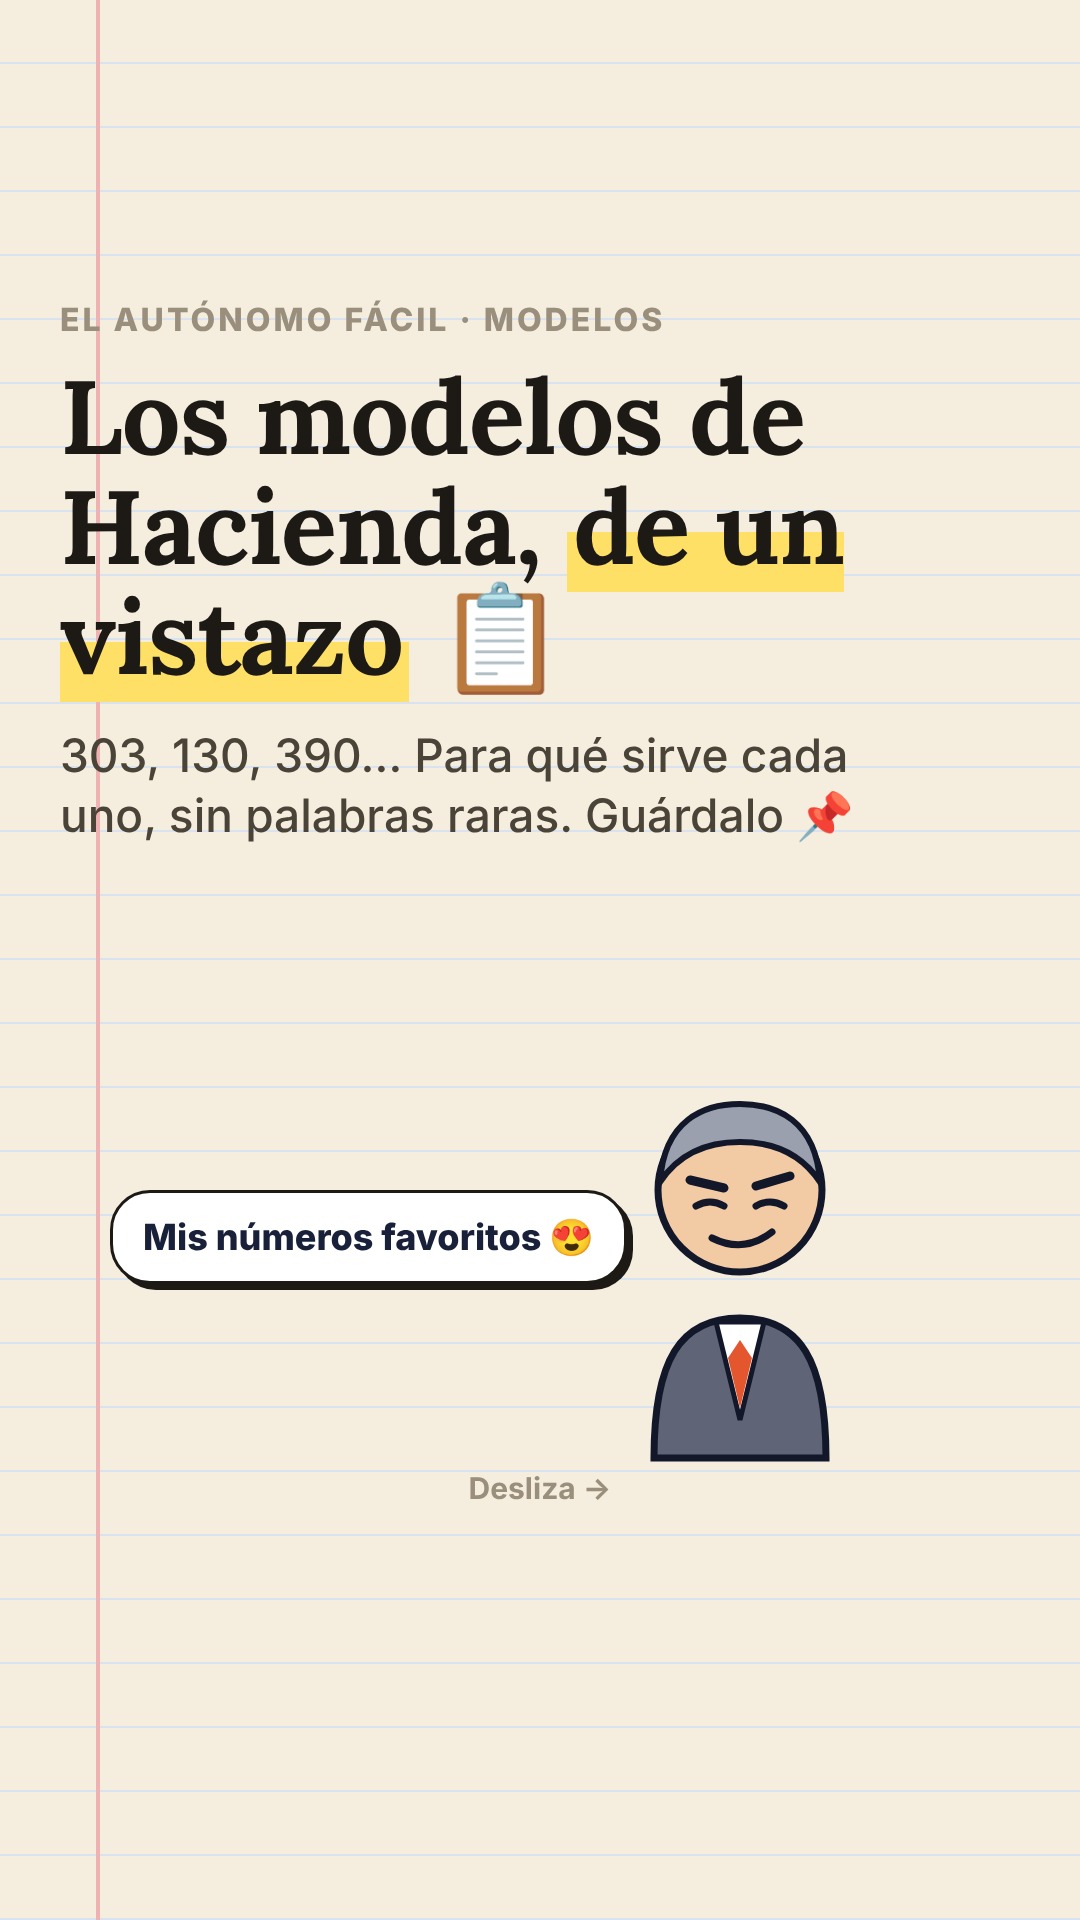 EL AUTÓNOMO FÁCIL · MODELOS
Los modelos de
Hacienda, de un
vistazo 📋
303, 130, 390... Para qué sirve cada
uno, sin palabras raras. Guárdalo 📌
Mis números favoritos 😍
Desliza →